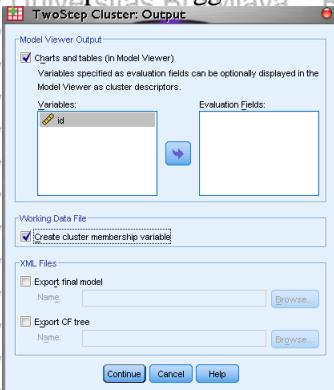 TwoStep Cluster: Output
Model Viewer Output
Charts and tables (in Model Viewer)
Variables specified as evaluation fields can be optionally displayed in the
Model Viewer as cluster descriptors.
Variables:
Evaluation Fields:
id
Working Data File
Create cluster membership variable
XML Files
Export final model
Name:
Browse...
Export CF tree
Name:
Browse...
Continue
Cancel
Help